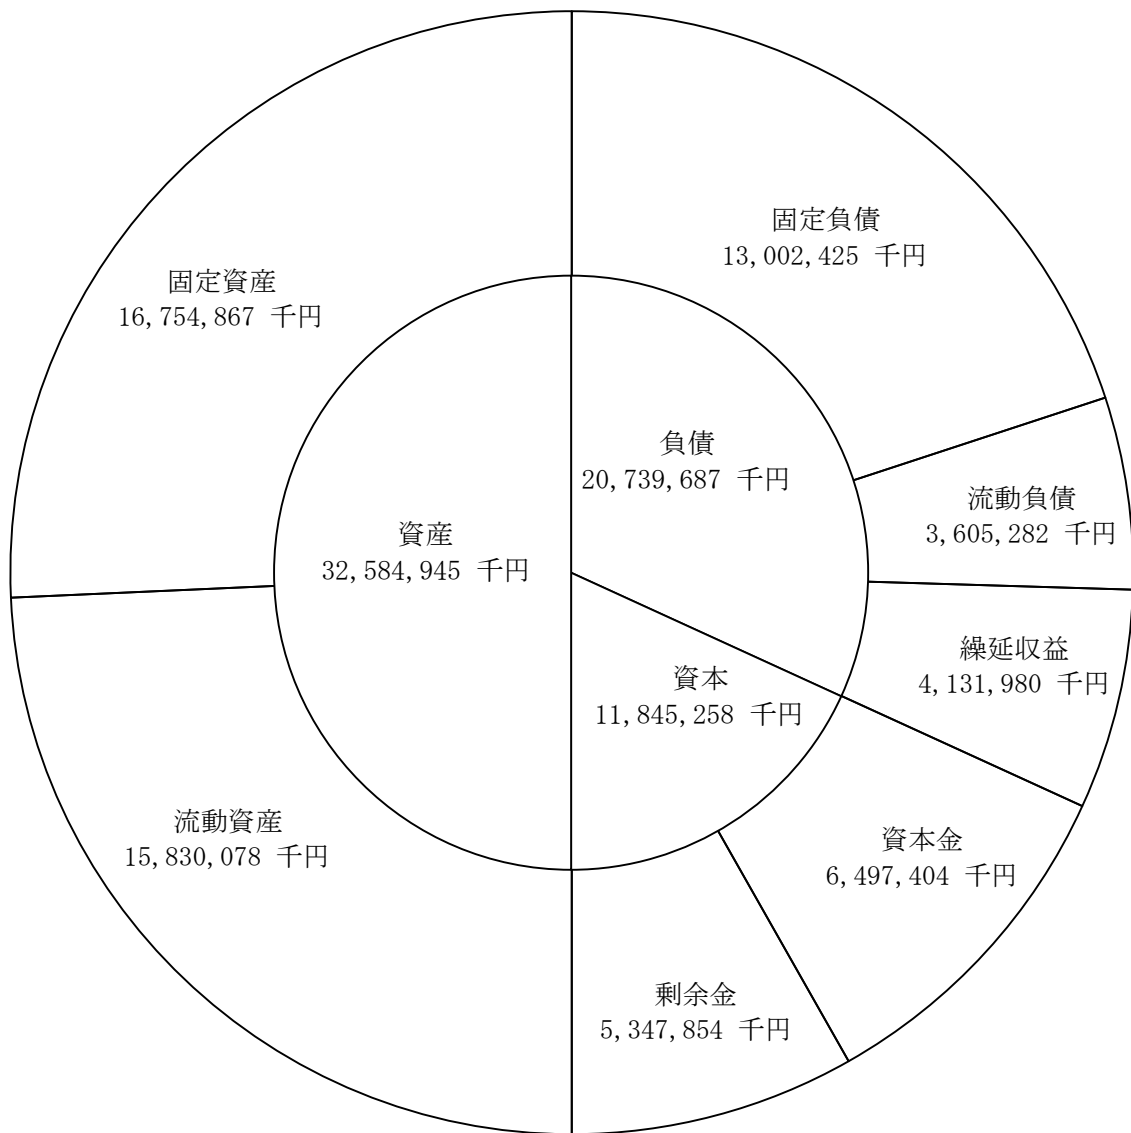 固定負債
13,002,425 千円
固定資産
16,754,867 千円
負債
20,739,687 千円
流動負債
3,605,282 千円
資産
32,584,945 千円
繰延収益
4,131,980 千円
資本
11,845,258 千円
流動資産
15,830,078 千円
資本金
6,497,404 千円
剰余金
5,347,854 千円